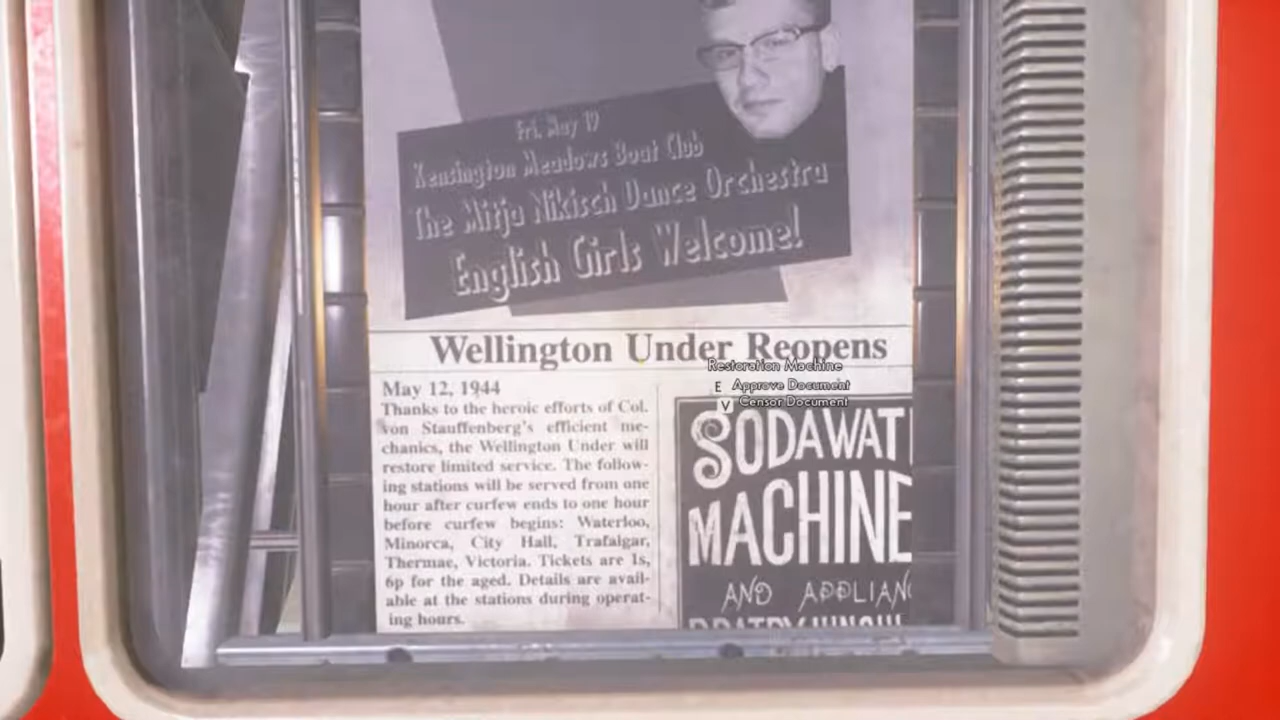 Fri. May 19
Kensington Meadows Boat Club
The Mitja Nikisch Dance Orchestra
English Girls Welcome!
Wellington Under Reopens
Restoration Machine
E Approve Document
V Censor Document
May 12, 1944
Thanks to the heroic efforts of Col.
von Stauffenberg's efficient me-
chanics, the Wellington Under will
restore limited service. The follow-
ing stations will be served from one
hour after curfew ends to one hour
before curfew begins: Waterloo,
Minorca, City Hall, Trafalgar,
Thermae, Victoria. Tickets are 1s,
6p for the aged. Details are avail-
able at the stations during operat-
ing hours.
SODAWAT
MACHINE
AND APPLIAN